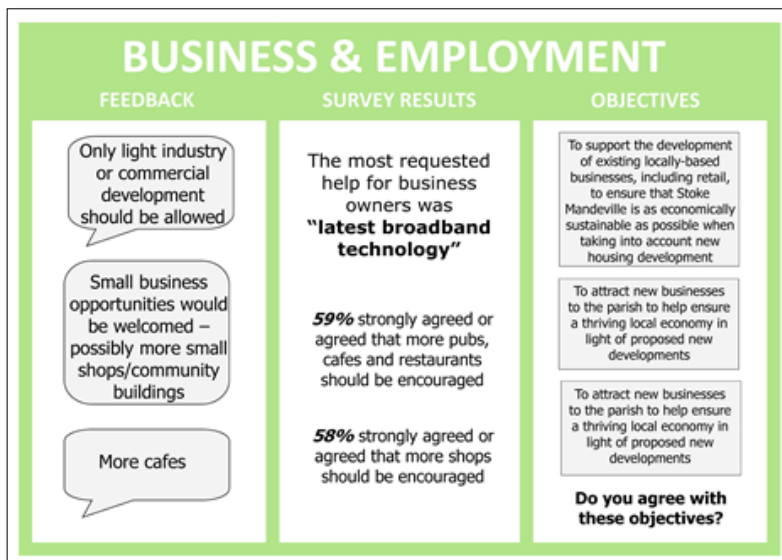 BUSINESS & EMPLOYMENT
FEEDBACK
Only light industry
or commercial
development
should be allowed
Small business
opportunities would
be welcomed –
possibly more small
shops/community
buildings
More cafes
SURVEY RESULTS
The most requested
help for business
owners was
“latest broadband
technology”
59% strongly agreed or
agreed that more pubs,
cafes and restaurants
should be encouraged
58% strongly agreed or
agreed that more shops
should be encouraged
OBJECTIVES
To support the development
of existing locally-based
businesses, including retail,
to ensure that Stoke
Mandeville is as economically
sustainable as possible when
taking into account new
housing development
To attract new businesses
to the parish to help ensure
a thriving local economy in
light of proposed new
developments
To attract new businesses
to the parish to help ensure
a thriving local economy in
light of proposed new
developments
Do you agree with
these objectives?